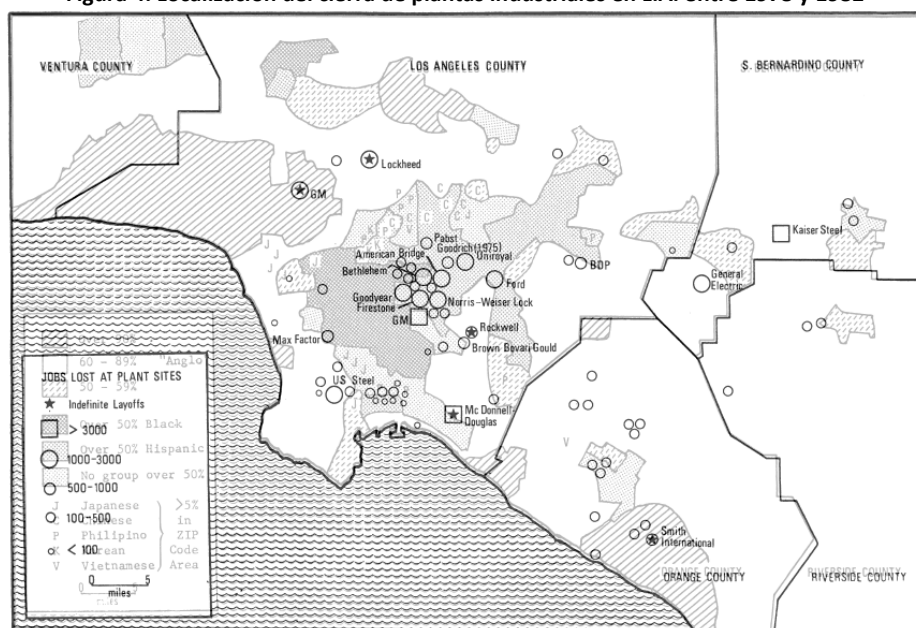 Figura 4. Localización del cierra de plantas industriales en L.A. entre 1978 y 1982
VENTURA COUNTY
LOS ANGELES COUNTY
S. BERNARDINO COUNTY
Lockheed
GM
Kaiser Steel
Pabst
Goodrich (1975)
American Bridge
Uniroyal
Bethlehem
BDP
Ford
General
Electric
Goodyear
Firestone
Norris-Weiser Lock
GM
Rockwell
Max Factor
Brown Bavari Gould
US Steel
Mc Donnell
Douglas
Smith
International
ORANGE COUNTY
RIVERSIDE COUNTY
60 - 89% "Anglo
50 - 59%
JOBS LOST AT PLANT SITES
Indefinite Layoffs
Over 50% Black
> 3000
Over 50% Hispanic
1000-3000
No group over 50%
500-1000
J Japanese >5%
100-500
in
P Philipino ZIP
< 100
Code
V Vietnamese Area
0 5
miles